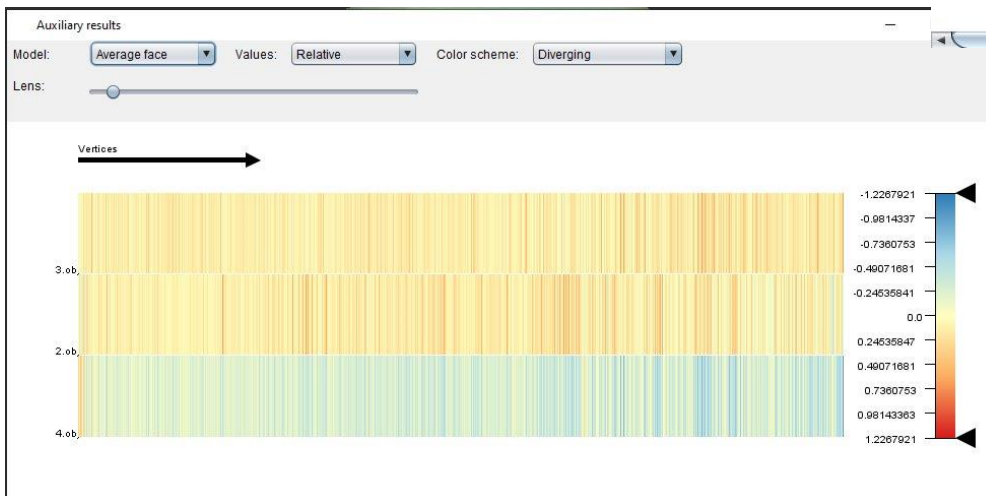 Auxiliary results
Model: Average face Values: Relative Color scheme: Diverging
Lens:
Vertices
3.ob
2.ob
4.ob
-1.2267921
-0.9814337
-0.7360753
-0.49071681
-0.24535841
0.0
0.24535847
0.49071681
0.7360753
0.98143363
1.2267921